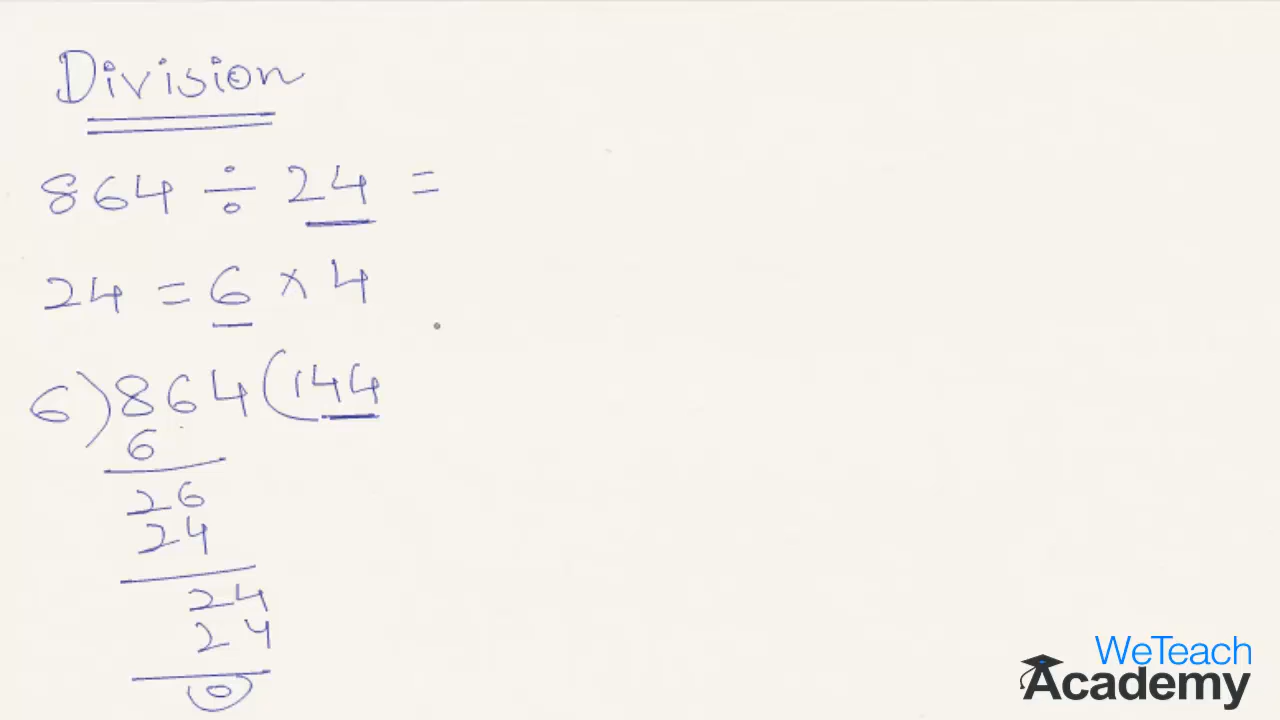 Division
864 ÷ 24 =
24 = 6 × 4
6)864(144
6
26
24
24
24
0
WeTeach
Academy